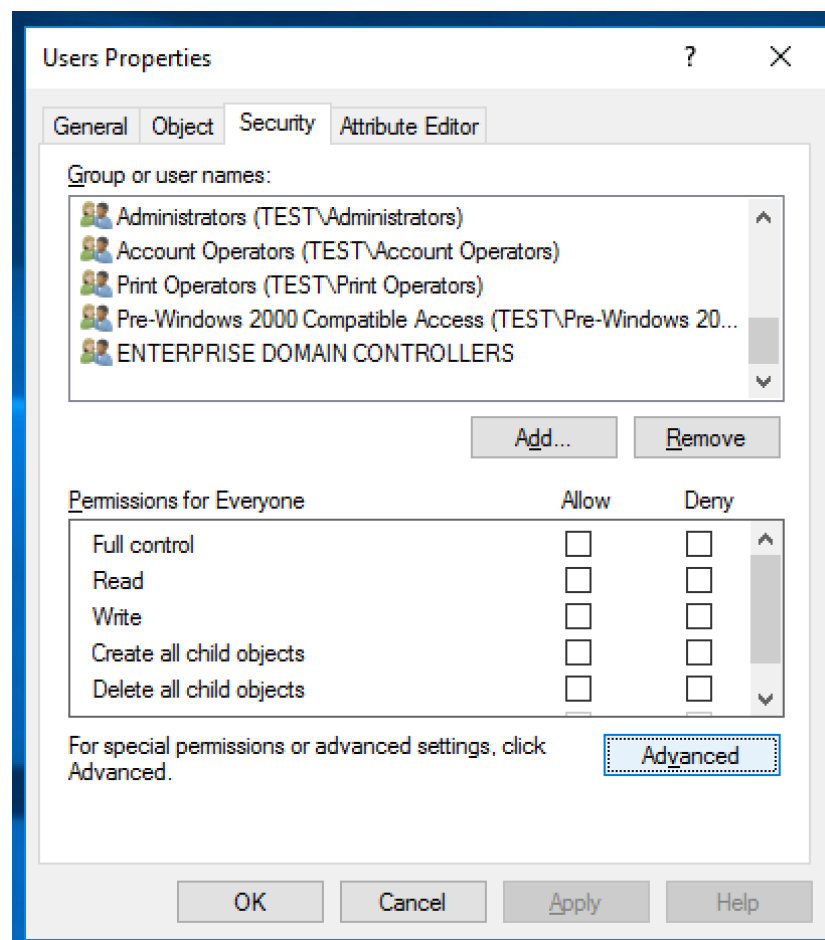 Users Properties
?
General Object Security Attribute Editor
Group or user names:
Administrators (TEST\Administrators)
Account Operators (TEST\Account Operators)
Print Operators (TEST\Print Operators)
Pre-Windows 2000 Compatible Access (TEST\Pre-Windows 20...
ENTERPRISE DOMAIN CONTROLLERS
Add... Remove
Permissions for Everyone Allow Deny
Full control
Read
Write
Create all child objects
Delete all child objects
For special permissions or advanced settings, click
Advanced.
Advanced
OK Cancel Apply Help